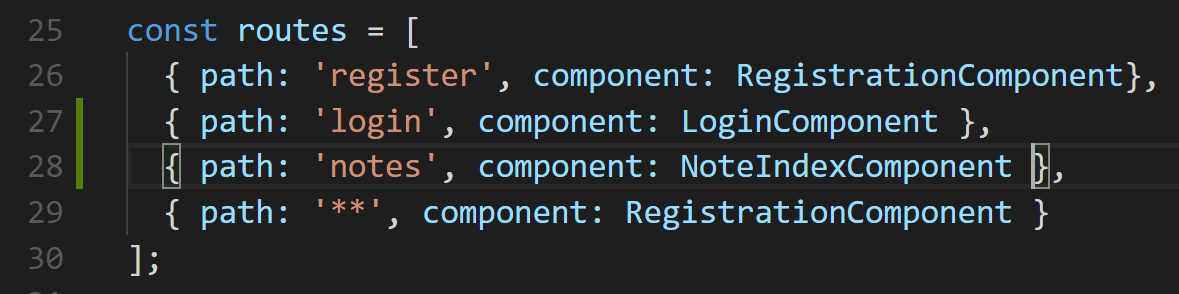 25 const routes = [
26 { path: 'register', component: RegistrationComponent},
27 { path: 'login', component: LoginComponent },
28 { path: 'notes', component: NoteIndexComponent },
29 { path: '**', component: RegistrationComponent }
30 ];